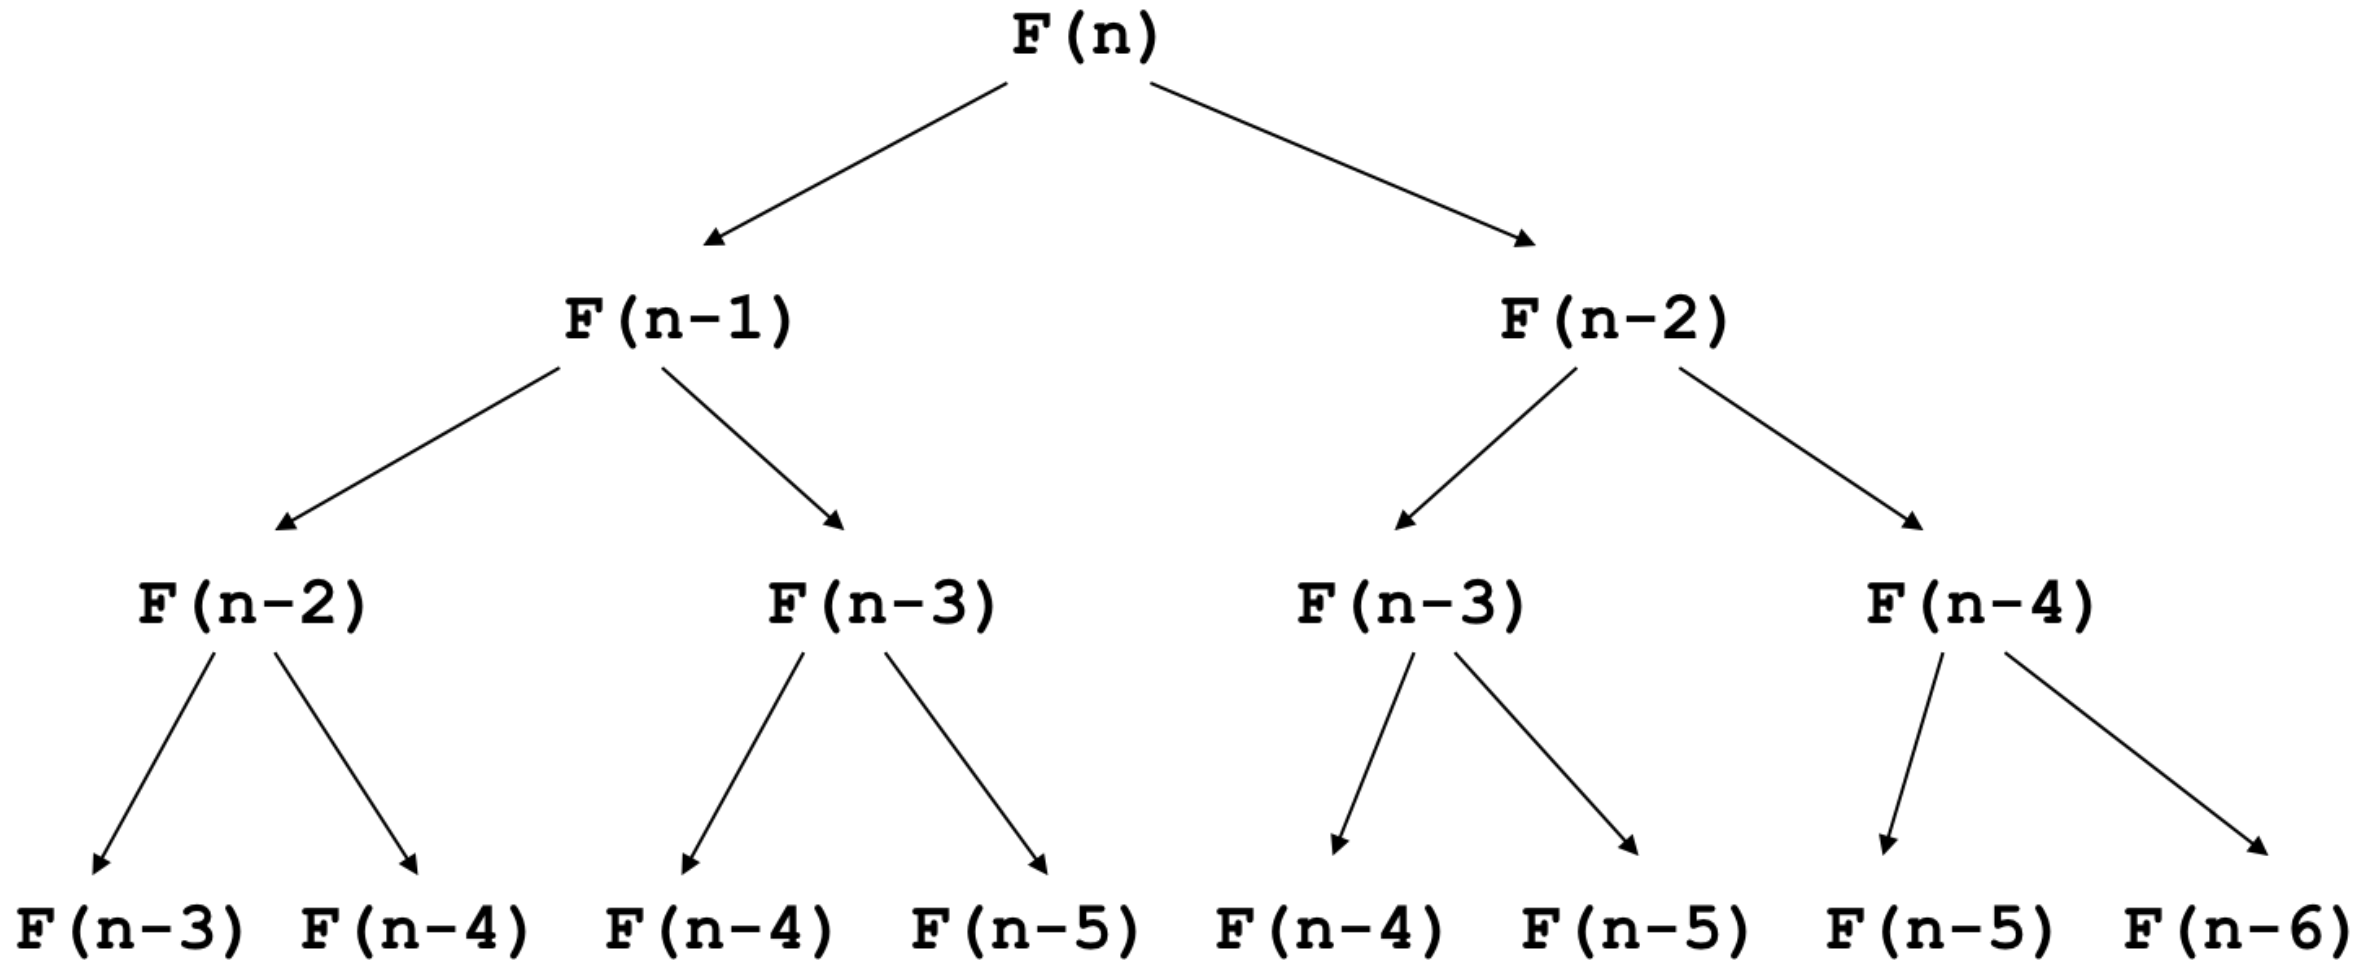 F(n)
F(n-1) F(n-2)
F(n-2) F(n-3) F(n-3) F(n-4)
F(n-3) F(n-4) F(n-4) F(n-5) F(n-4) F(n-5) F(n-5) F(n-6)